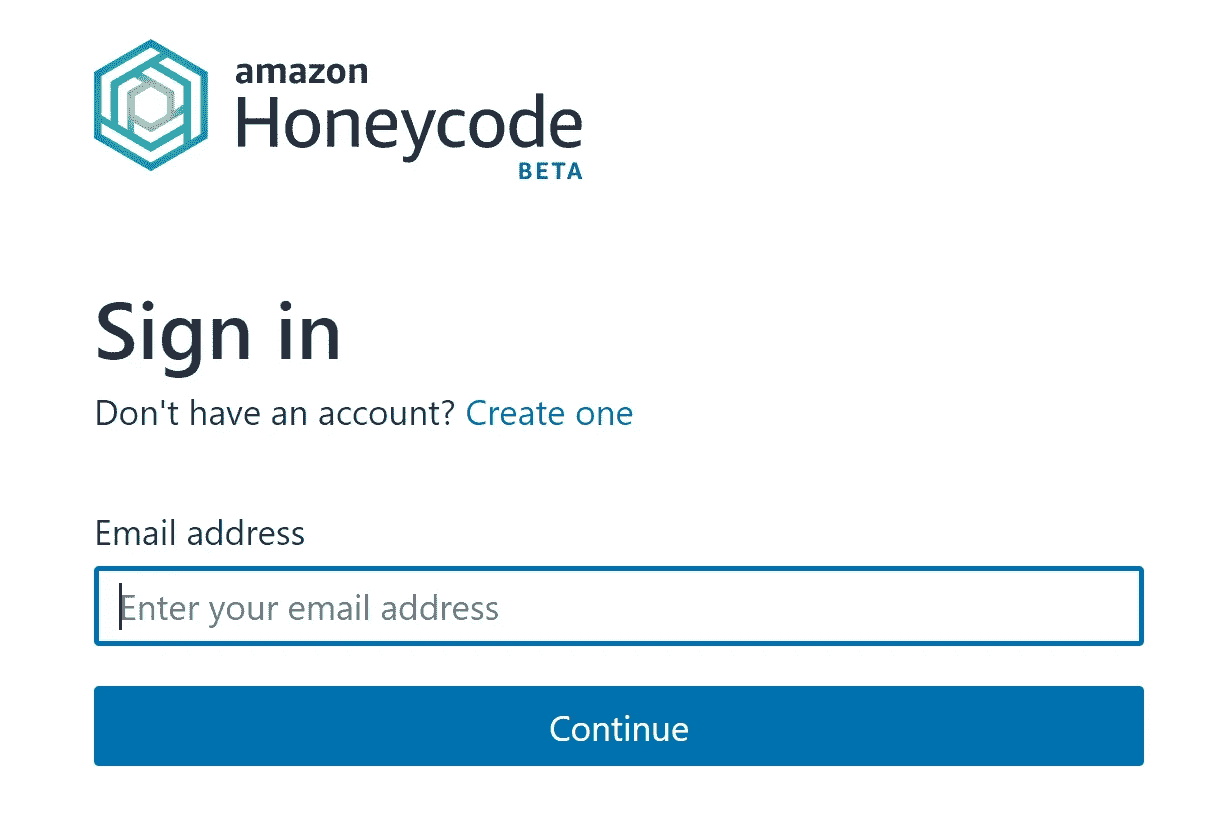 amazon
Honeycode
BETA
Sign in
Don't have an account? Create one
Email address
Enter your email address
Continue